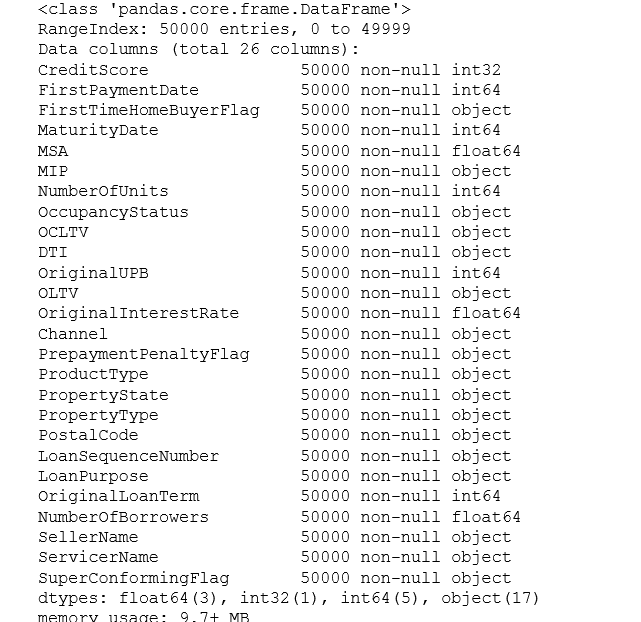 <class 'pandas.core.frame.DataFrame'>
RangeIndex: 50000 entries, 0 to 49999
Data columns (total 26 columns):
CreditScore 50000 non-null int32
FirstPaymentDate 50000 non-null int64
FirstTimeHomeBuyerFlag 50000 non-null object
MaturityDate 50000 non-null int64
MSA 50000 non-null float64
MIP 50000 non-null object
NumberOfUnits 50000 non-null int64
OccupancyStatus 50000 non-null object
OCLTV 50000 non-null object
DTI 50000 non-null object
OriginalUPB 50000 non-null int64
OLTV 50000 non-null object
OriginalInterestRate 50000 non-null float64
Channel 50000 non-null object
PrepaymentPenaltyFlag 50000 non-null object
ProductType 50000 non-null object
PropertyState 50000 non-null object
PropertyType 50000 non-null object
PostalCode 50000 non-null object
LoanSequenceNumber 50000 non-null object
LoanPurpose 50000 non-null object
OriginalLoanTerm 50000 non-null int64
NumberOfBorrowers 50000 non-null float64
SellerName 50000 non-null object
ServicerName 50000 non-null object
SuperConformingFlag 50000 non-null object
dtypes: float64(3), int32(1), int64(5), object(17)
memory usage: 9.7+ MB